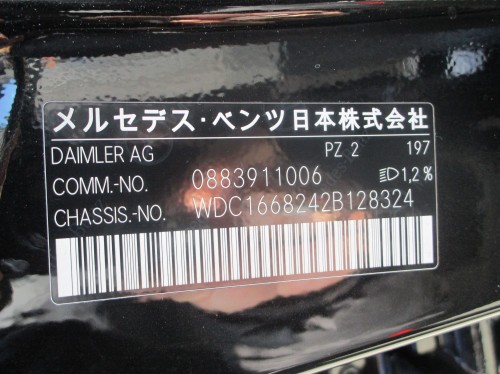 メルセデス・ベンツ日本株式会社
DAIMLER AG PZ 2 197
COMM.-NO. 0883911006 1,2%
CHASSIS.-NO. WDC1668242B128324